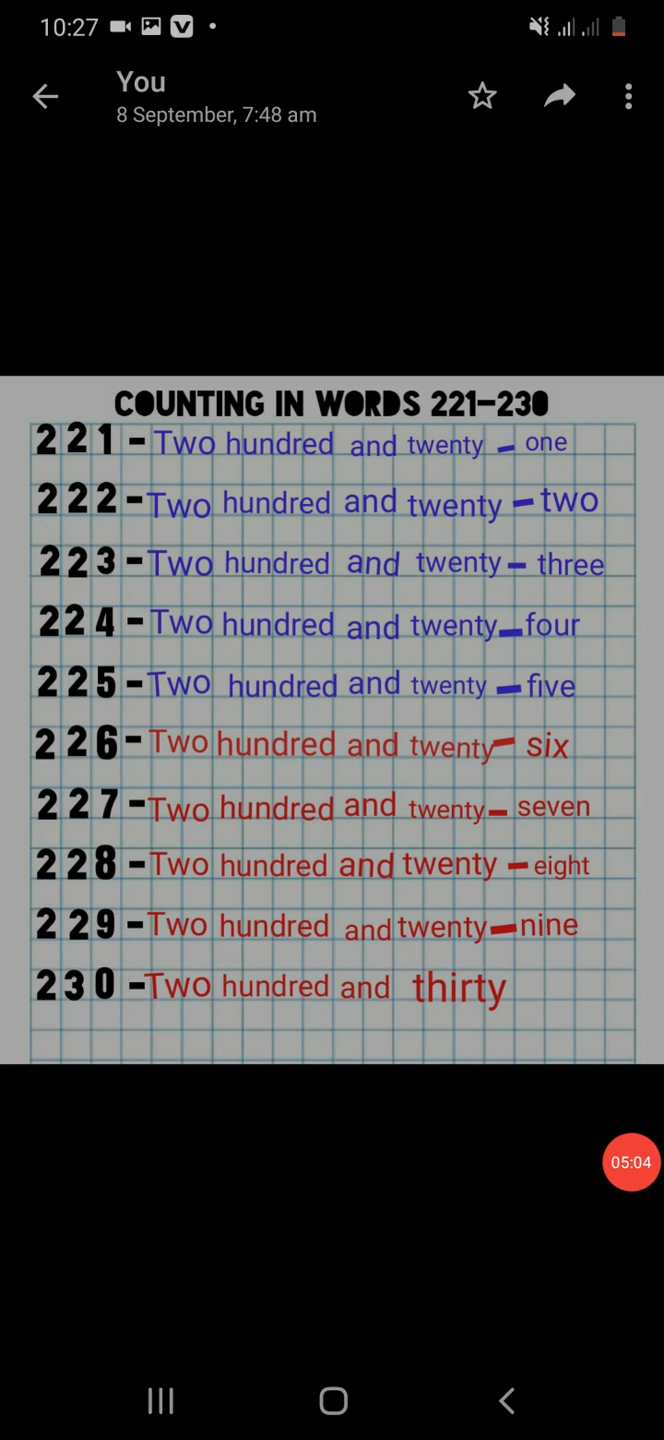 10:27
You
8 September, 7:48 am
COUNTING IN WORDS 221-230
221 - Two hundred and twenty - one
222 - Two hundred and twenty - two
223 - Two hundred and twenty - three
224 - Two hundred and twenty - four
225 - Two hundred and twenty - five
226 - Two hundred and twenty - six
227 - Two hundred and twenty - seven
228 - Two hundred and twenty - eight
229 - Two hundred and twenty - nine
230 - Two hundred and thirty
05:04